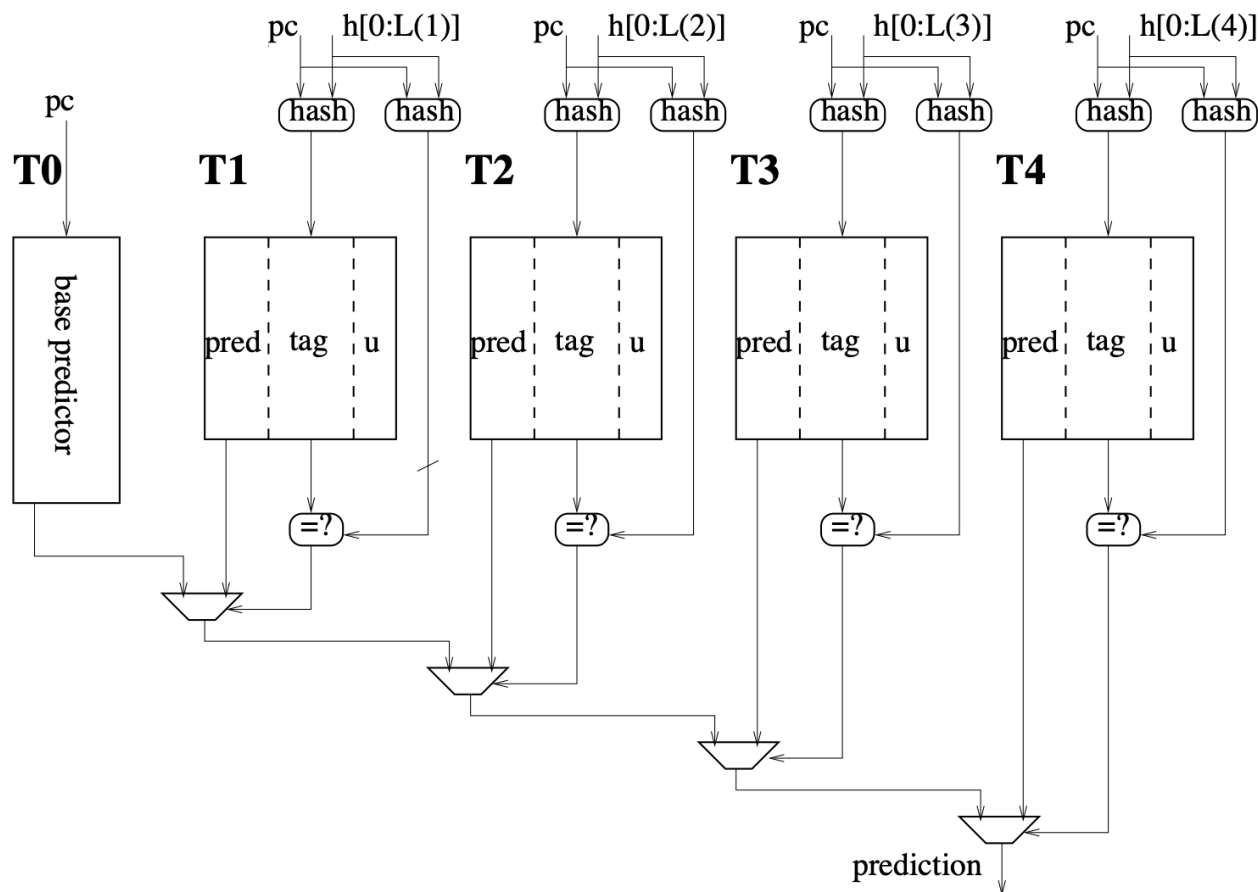 pc h[0:L(1)] pc h[0:L(2)] pc h[0:L(3)] pc h[0:L(4)]
hash hash hash hash hash hash hash hash
pc
T0 T1 T2 T3 T4
base predictor
pred tag u pred tag u pred tag u pred tag u
=? =? =? =?
prediction